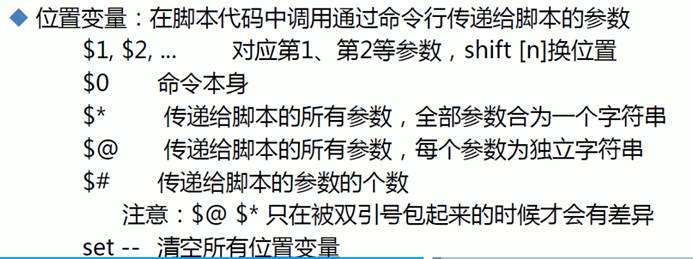 ◆ 位置变量：在脚本代码中调用通过命令行传递给脚本的参数
$1, $2, ... 对应第1、第2等参数，shift [n]换位置
$0 命令本身
$* 传递给脚本的所有参数，全部参数合为一个字符串
$@ 传递给脚本的所有参数，每个参数为独立字符串
$# 传递给脚本的参数的个数
注意：$@ $* 只在被双引号包起来的时候才会有差异
set -- 清空所有位置变量